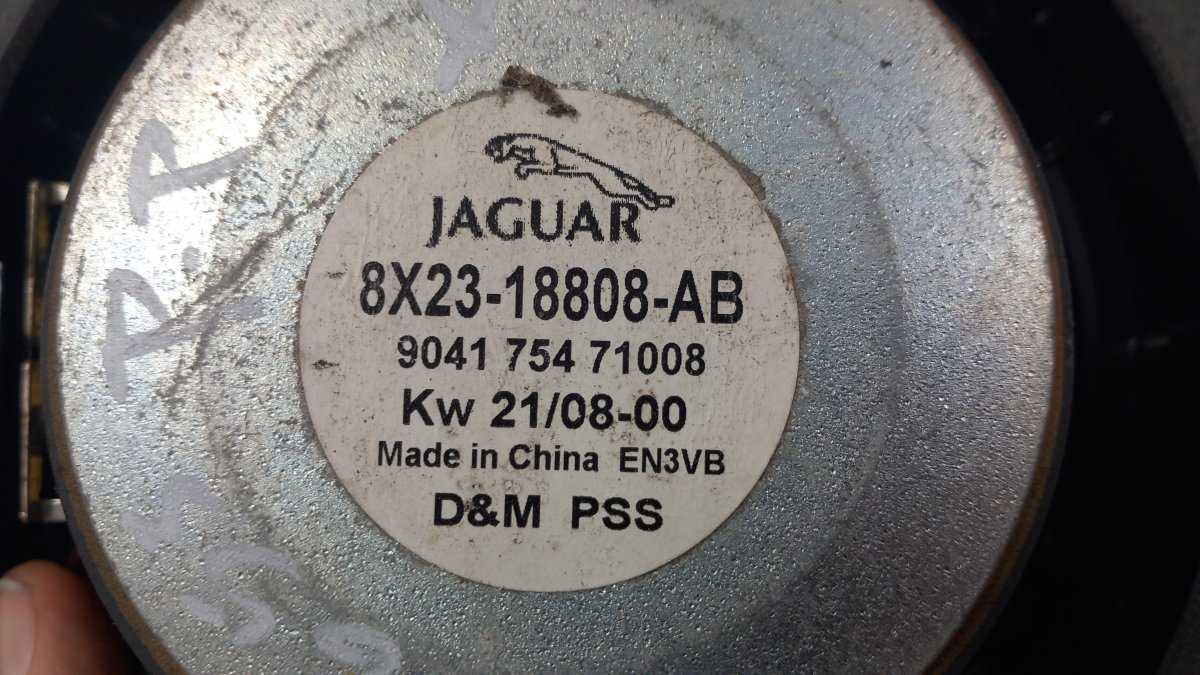 JAGUAR
8X23-18808-AB
9041 754 71008
Kw 21/08-00
Made in China EN3VB
D&M PSS